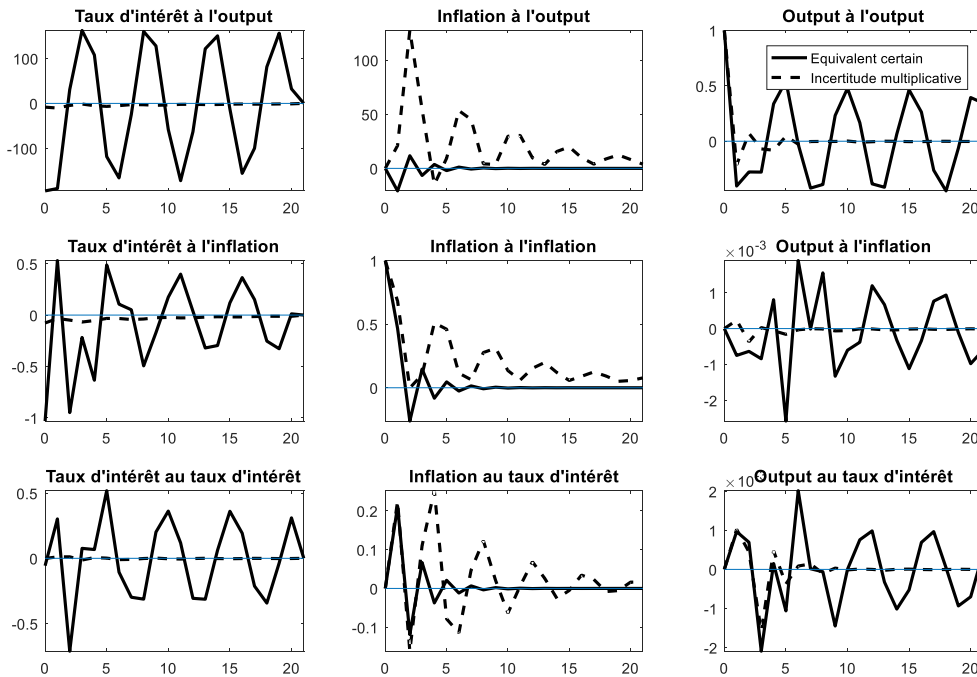 Taux d'intérêt à l'output
100
0
-100
0 5 10 15 20
Inflation à l'output
100
50
0
0 5 10 15 20
Output à l'output
1
0
Equivalent certain
Incertitude multiplicative
0 5 10 15 20
Taux d'intérêt à l'inflation
0.5
0
-0.5
-1
0 5 10 15 20
Inflation à l'inflation
1
0.5
0
0 5 10 15 20
Output à l'inflation
×10-3
1
0
-1
-2
0 5 10 15 20
Taux d'intérêt au taux d'intérêt
0.5
0
-0.5
0 5 10 15 20
Inflation au taux d'intérêt
0.2
0.1
0
-0.1
0 5 10 15 20
Output au taux d'intérêt
2
1
0
-1
-2
0 5 10 15 20